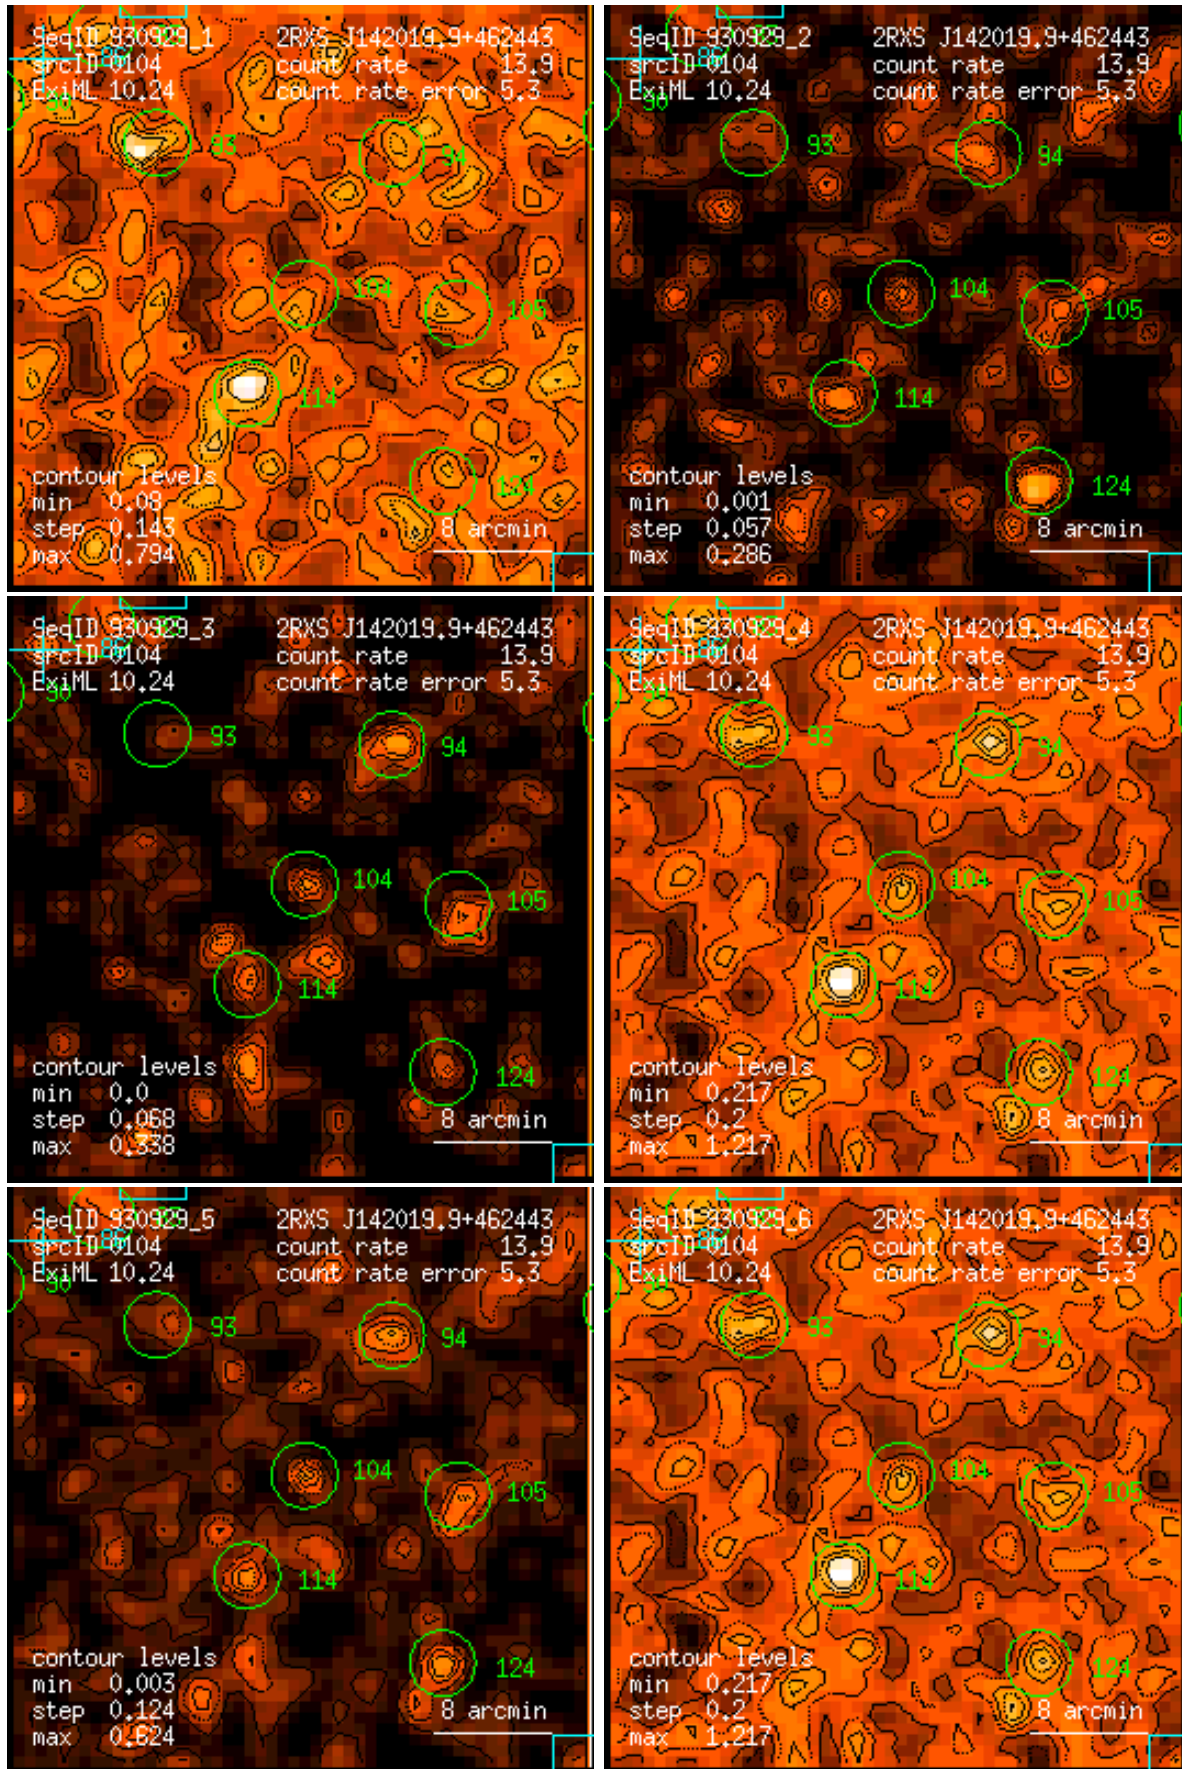 SeqID 930929_1 2RXS J142019.9+462443
srcID 0104 count rate 13.9
ExiML 10.24 count rate error 5.3
86
90
93
94
104
105
114
124
contour levels
min 0.08
step 0.143
max 0.794
8 arcmin
SeqID 930929_2 2RXS J142019.9+462443
srcID 0104 count rate 13.9
ExiML 10.24 count rate error 5.3
86
90
93
94
104
105
114
124
contour levels
min 0.001
step 0.057
max 0.286
8 arcmin
SeqID 930929_3 2RXS J142019.9+462443
srcID 0104 count rate 13.9
ExiML 10.24 count rate error 5.3
86
90
93
94
104
105
114
124
contour levels
min 0.0
step 0.068
max 0.338
8 arcmin
SeqID 930929_4 2RXS J142019.9+462443
srcID 0104 count rate 13.9
ExiML 10.24 count rate error 5.3
86
93
94
104
105
114
124
contour levels
min 0.217
step 0.2
max 1.217
8 arcmin
SeqID 930929_5 2RXS J142019.9+462443
srcID 0104 count rate 13.9
ExiML 10.24 count rate error 5.3
86
90
93
94
104
105
114
124
contour levels
min 0.003
step 0.124
max 0.624
8 arcmin
SeqID 930929_6 2RXS J142019.9+462443
srcID 0104 count rate 13.9
ExiML 10.24 count rate error 5.3
86
93
94
104
105
114
124
contour levels
min 0.217
step 0.2
max 1.217
8 arcmin